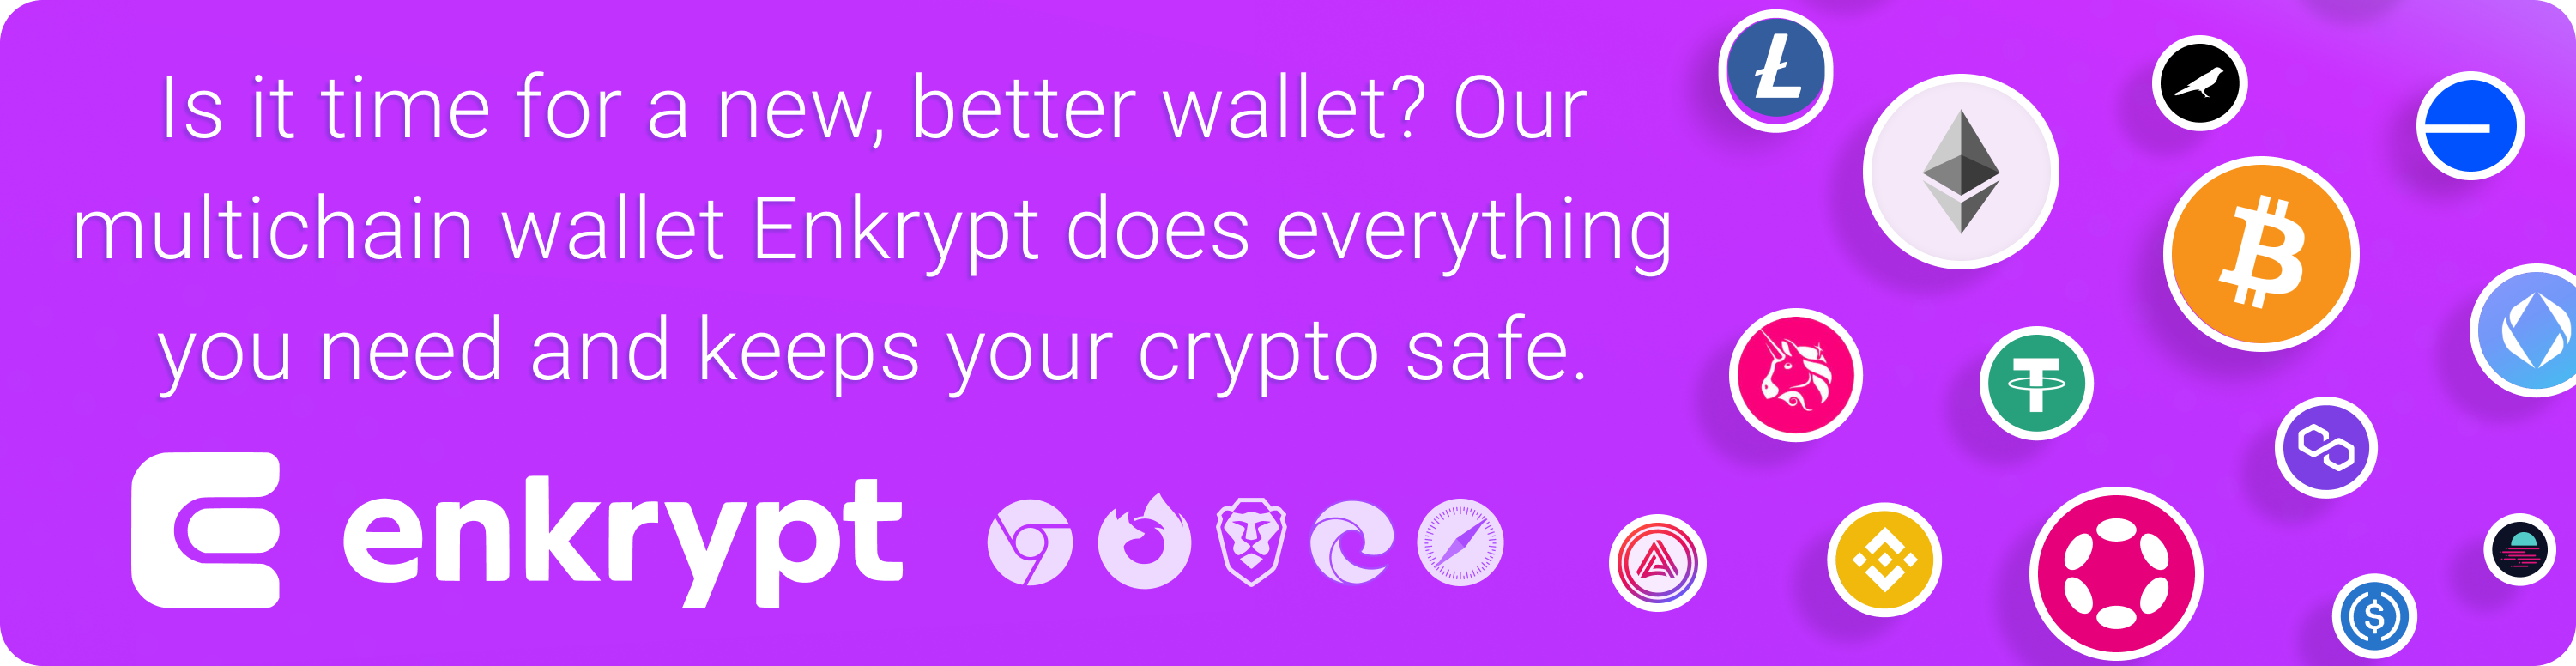 Is it time for a new, better wallet? Our
multichain wallet Enkrypt does everything
you need and keeps your crypto safe.
enkrypt